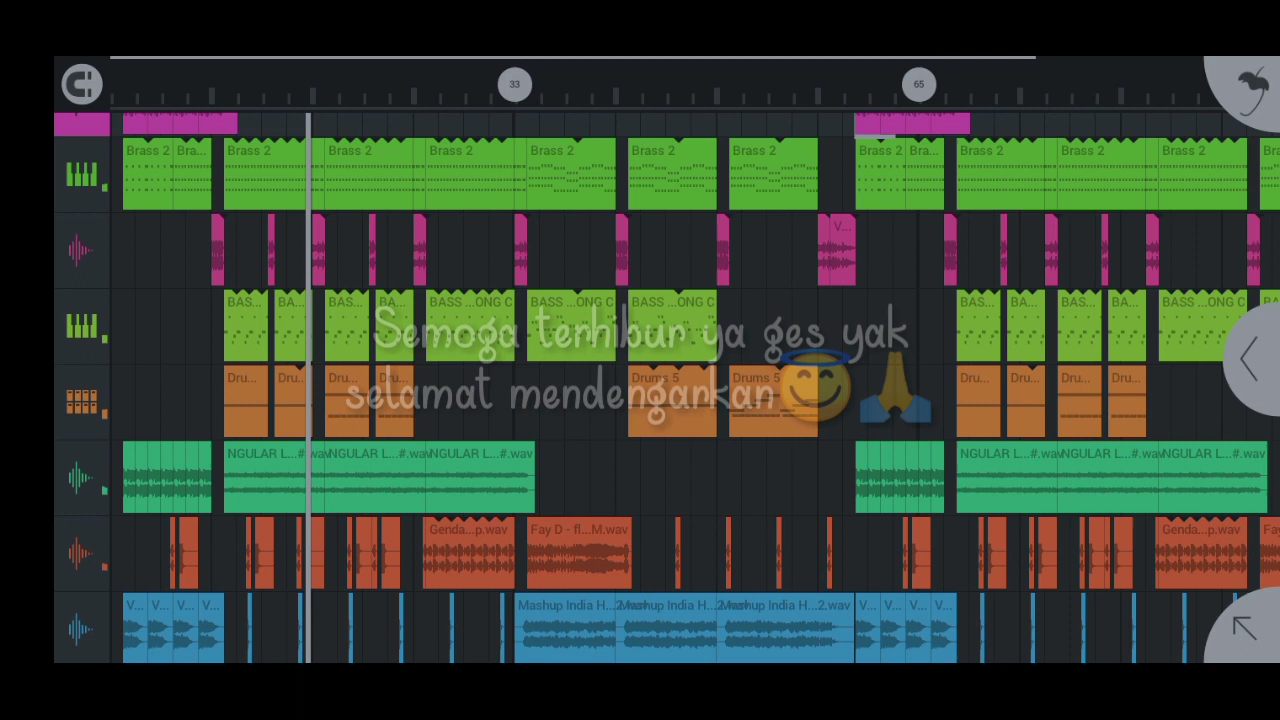 33
65
Brass 2 Bra... Brass 2 Brass 2 Brass 2 Brass 2 Brass 2 Brass 2 Brass 2 Bra... Brass 2 Brass 2 Brass 2 Bra
V...
BAS... BA... BAS... BA... BASS ...ONG C BASS ...ONG C BASS ...ONG C BAS... BA... BAS... BA... BASS ...ONG C
Semoga terhibur ya ges yak
Dru... Dru... Dru... Dru... Drums 5 Drums 5 Dru... Dru... Dru... Dru...
selamat mendengarkan😇🙏
NGULAR L...#.wav NGULAR L...#.wav NGULAR L...#.wav NGULAR L...#.wav NGULAR L...#.wav NGULAR L...#.wav
Genda...p.wav Fay D - fl...M.wav Genda...p.wav Fay
V... V... V... V... Mashup India H...2.wav Mashup India H...2.wav Mashup India H...2.wav V... V... V... V...